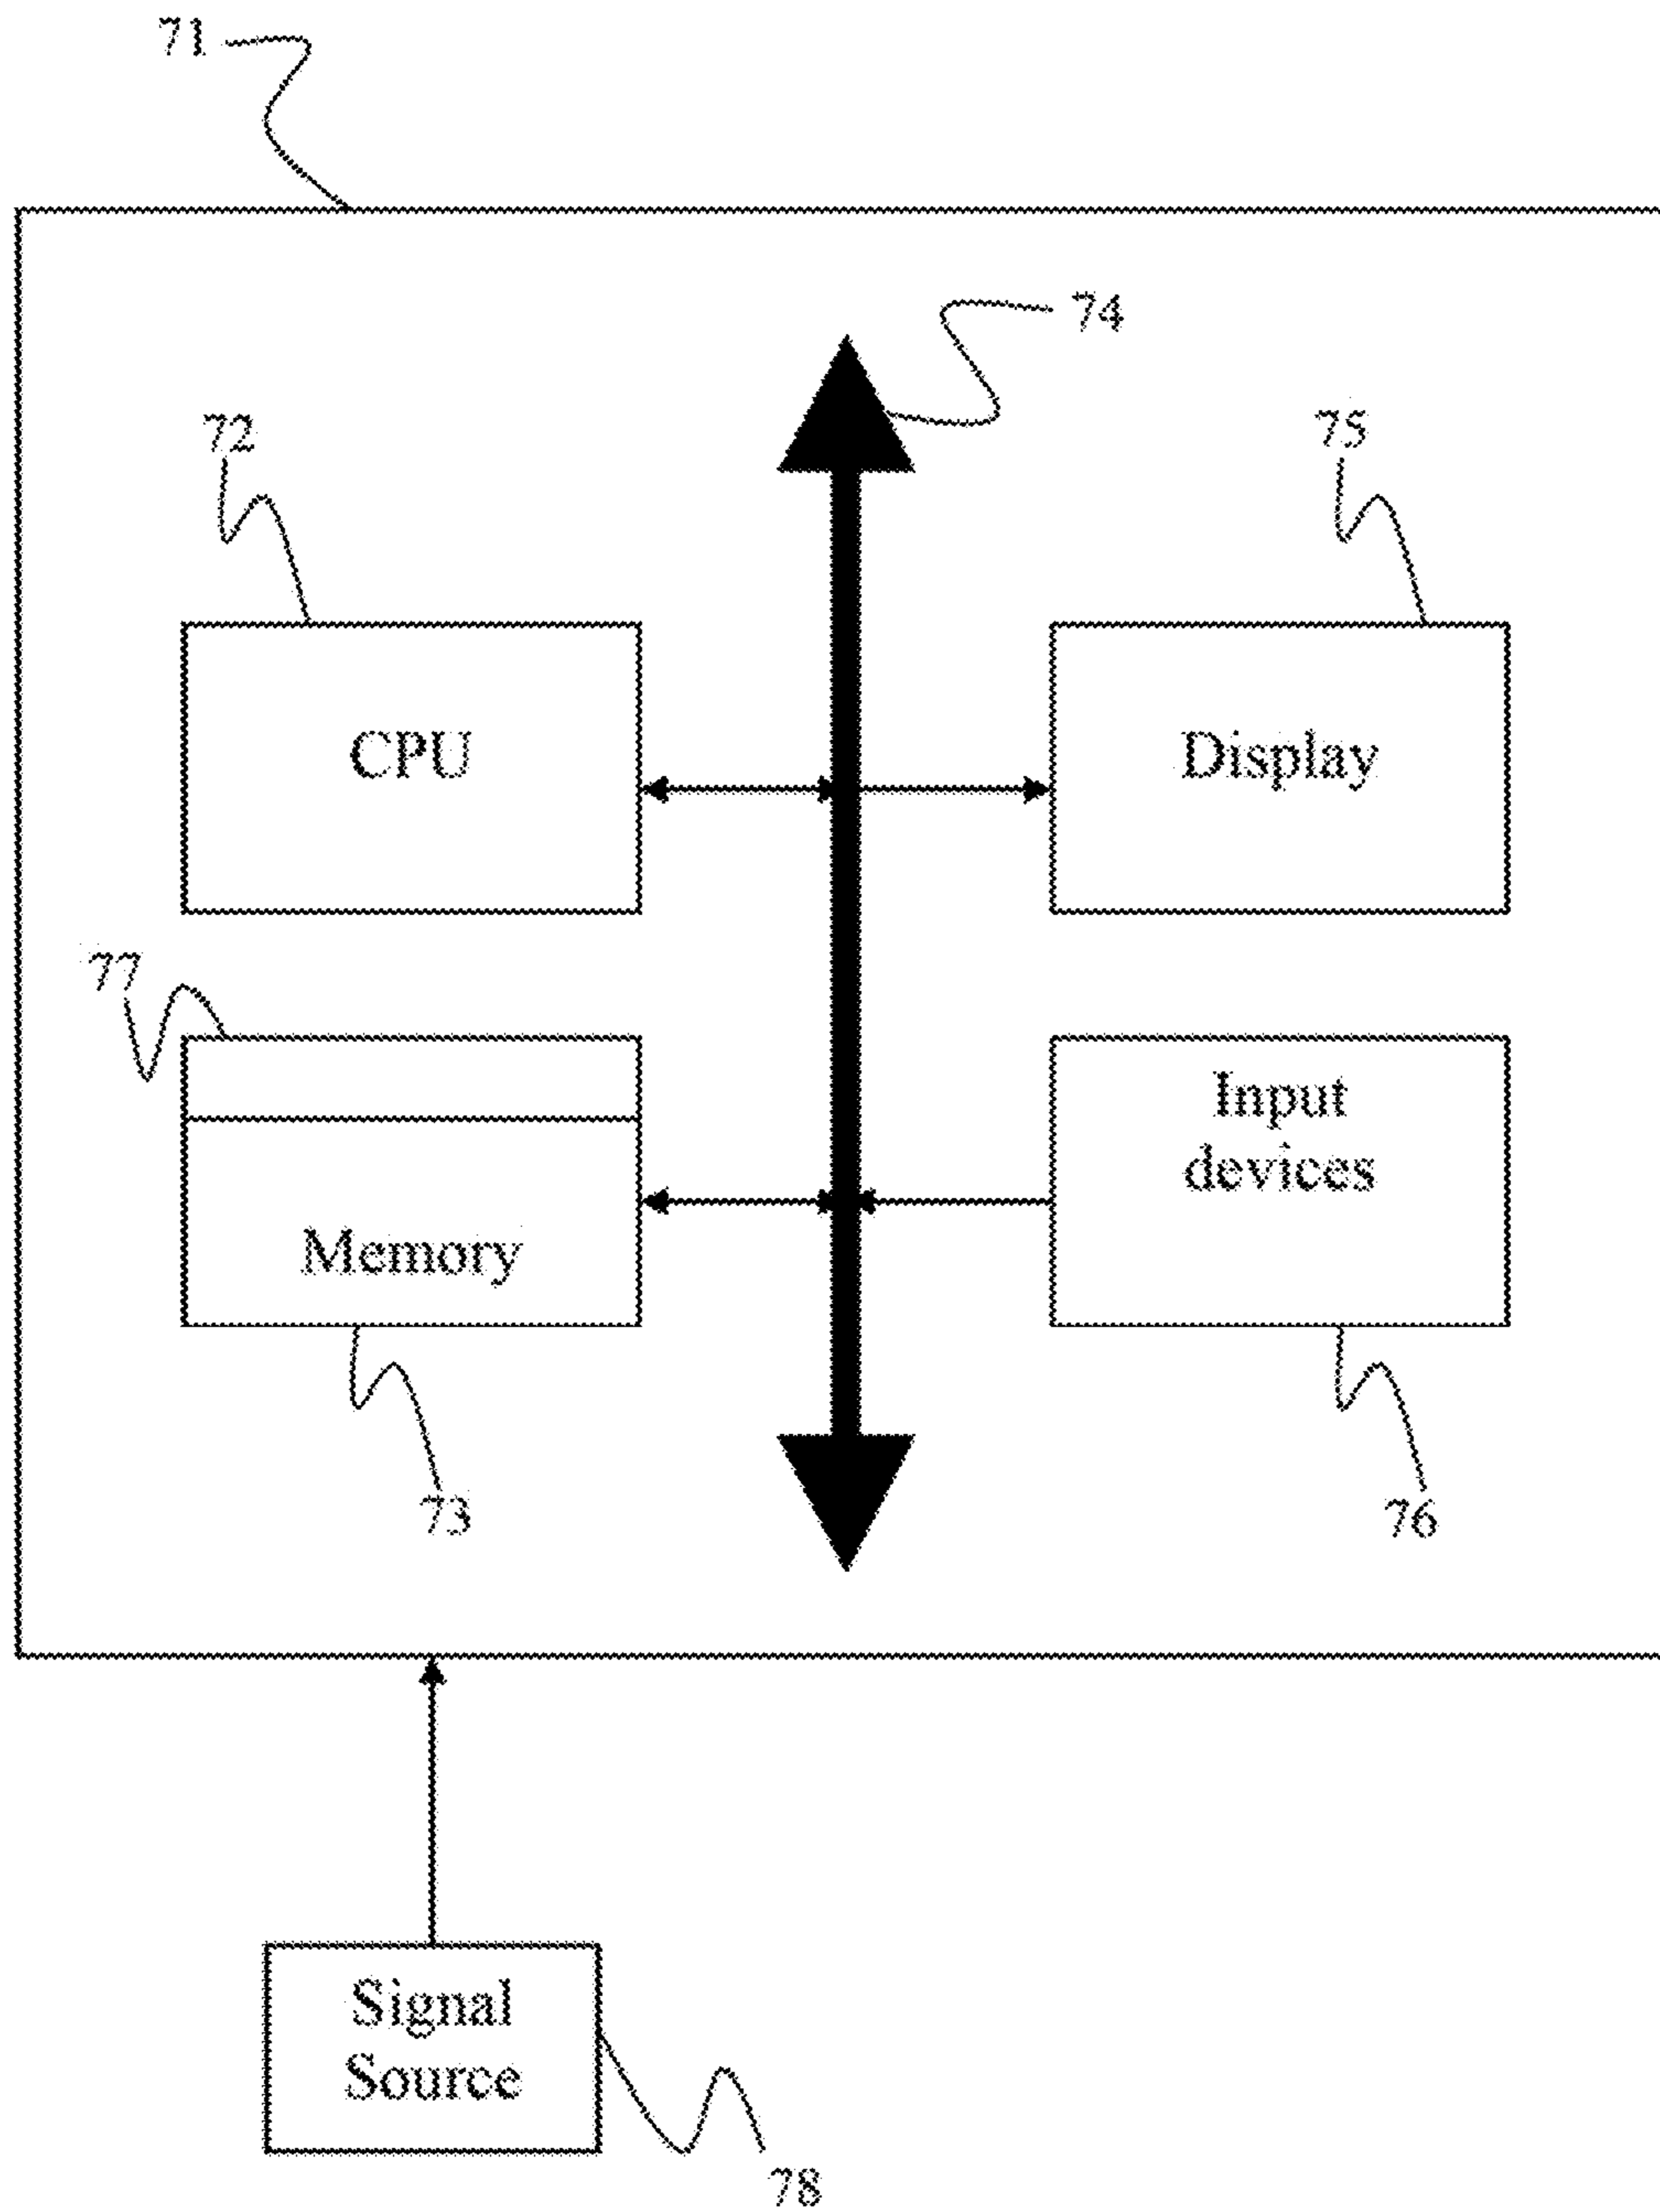 71
74
72
75
CPU
Display
77
Input
devices
Memory
73
76
Signal
Source
78